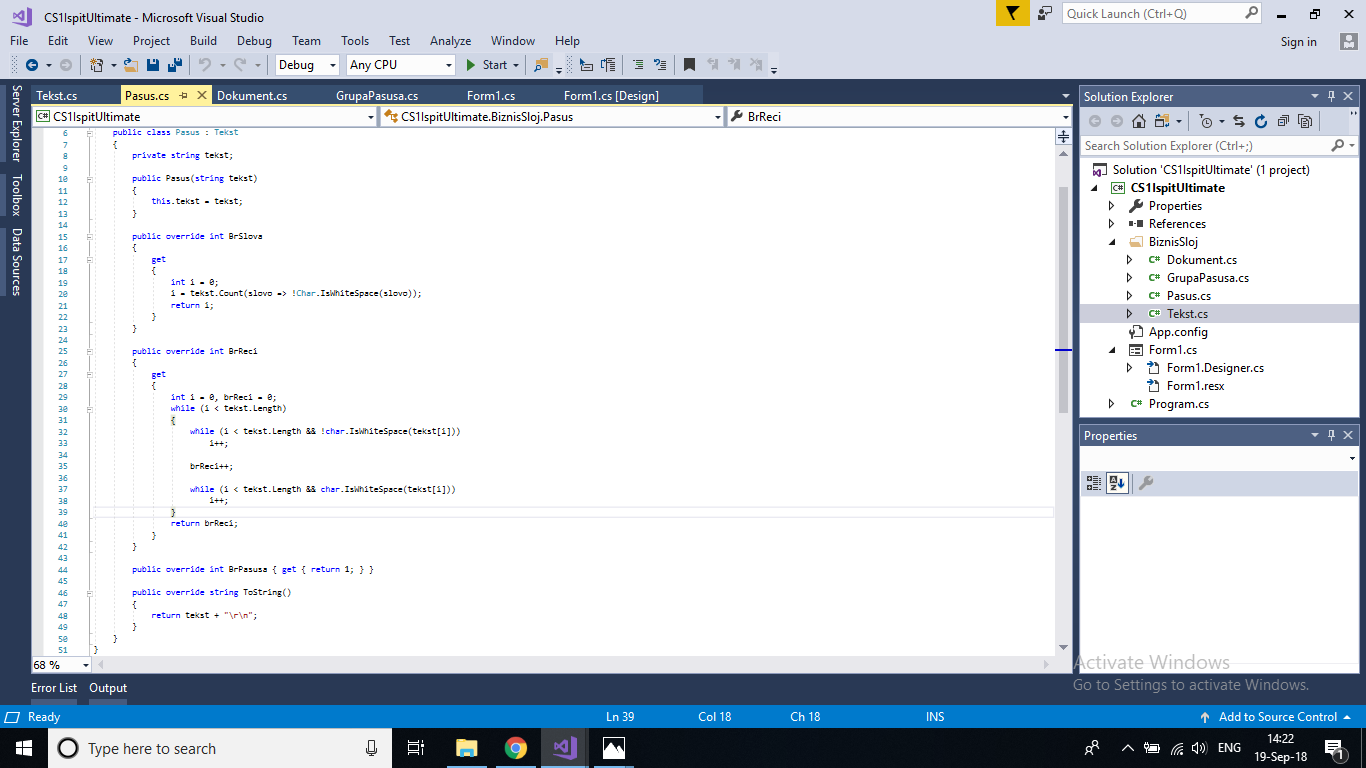 CS1IspitUltimate - Microsoft Visual Studio
Quick Launch (Ctrl+Q)
File Edit View Project Build Debug Team Tools Test Analyze Window Help
Sign in
Debug Any CPU Start
Server Explorer
Toolbox
Data Sources
Tekst.cs Pasus.cs Dokument.cs GrupaPasusa.cs Form1.cs Form1.cs [Design]
CS1IspitUltimate CS1IspitUltimate.BiznisSloj.Pasus BrReci
6 public class Pasus : Tekst
7 {
8 private string tekst;
9
10 public Pasus(string tekst)
11 {
12 this.tekst = tekst;
13 }
14
15 public override int BrSlova
16 {
17 get
18 {
19 int i = 0;
20 i = tekst.Count(slovo => !Char.IsWhiteSpace(slovo));
21 return i;
22 }
23 }
24
25 public override int BrReci
26 {
27 get
28 {
29 int i = 0, brReci = 0;
30 while (i < tekst.Length)
31 {
32 while (i < tekst.Length && !char.IsWhiteSpace(tekst[i]))
33 i++;
34
35 brReci++;
36
37 while (i < tekst.Length && char.IsWhiteSpace(tekst[i]))
38 i++;
39 }
40 return brReci;
41 }
42 }
43
44 public override int BrPasusa { get { return 1; } }
45
46 public override string ToString()
47 {
48 return tekst + "\r\n";
49 }
50 }
51 }
68 %
Solution Explorer
Search Solution Explorer (Ctrl+;)
Solution 'CS1IspitUltimate' (1 project)
CS1IspitUltimate
Properties
References
BiznisSloj
C# Dokument.cs
C# GrupaPasusa.cs
C# Pasus.cs
C# Tekst.cs
App.config
Form1.cs
Form1.Designer.cs
Form1.resx
C# Program.cs
Properties
Activate Windows
Go to Settings to activate Windows.
Error List Output
Ready Ln 39 Col 18 Ch 18 INS Add to Source Control
Type here to search
ENG
14:22
19-Sep-18
1